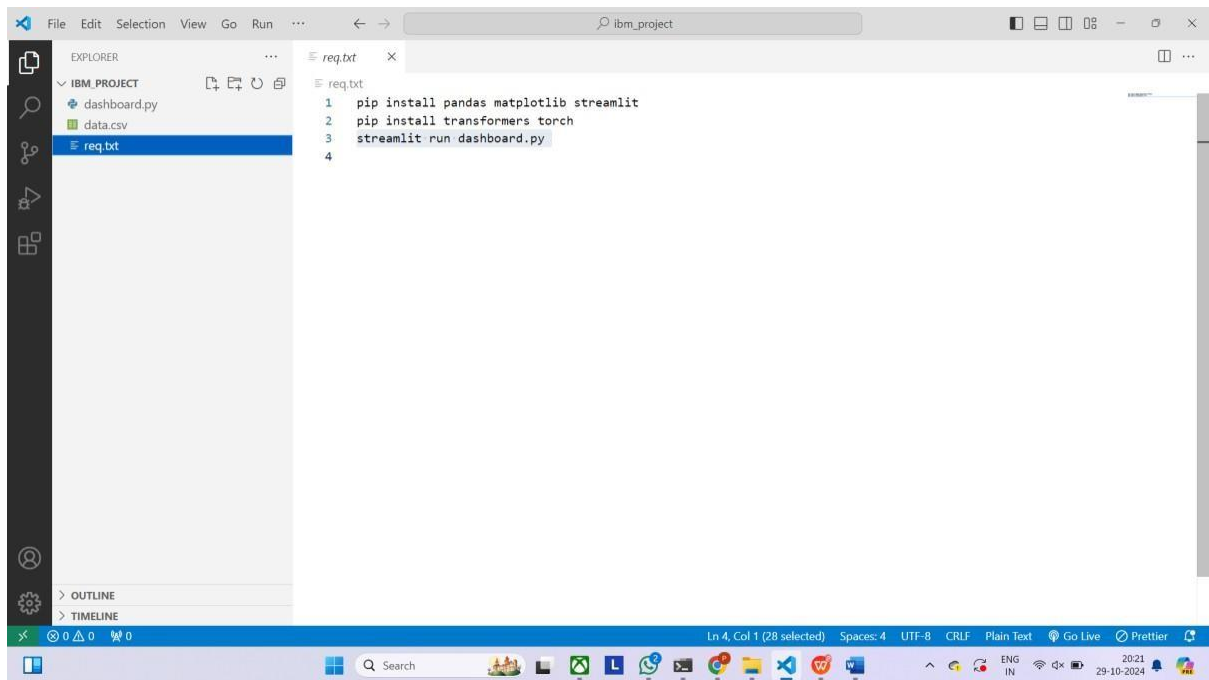 File Edit Selection View Go Run ··· ibm_project
EXPLORER ···
IBM_PROJECT
dashboard.py
data.csv
req.txt
OUTLINE
TIMELINE
req.txt
req.txt
1 pip install pandas matplotlib streamlit
2 pip install transformers torch
3 streamlit run dashboard.py
4
0 0 0 Ln 4, Col 1 (28 selected) Spaces: 4 UTF-8 CRLF Plain Text Go Live Prettier
Search L 2 P W ENG 20:21
IN 29-10-2024 PRE